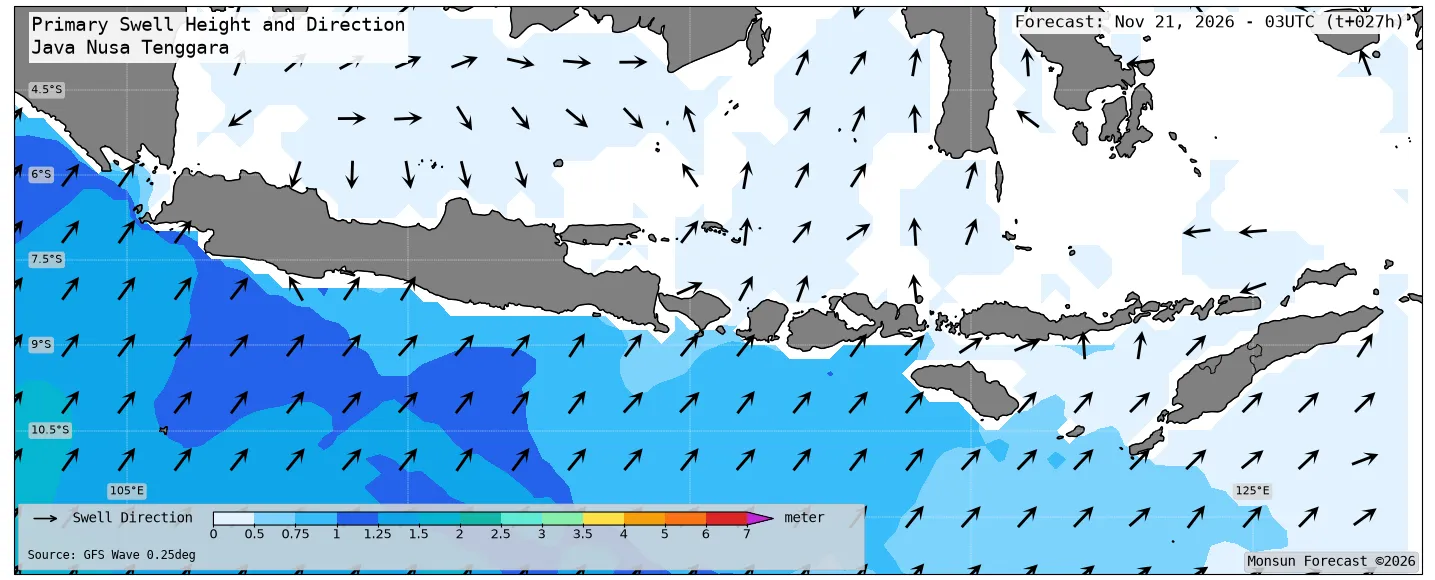 Primary Swell Height and Direction
Java Nusa Tenggara
Forecast: Nov 21, 2026 - 03UTC (t+027h)
4.5°S
6°S
7.5°S
9°S
10.5°S
105°E
125°E
Swell Direction
meter
0 0.5 0.75 1 1.25 1.5 2 2.5 3 3.5 4 5 6 7
Source: GFS Wave 0.25deg
Monsun Forecast ©2026